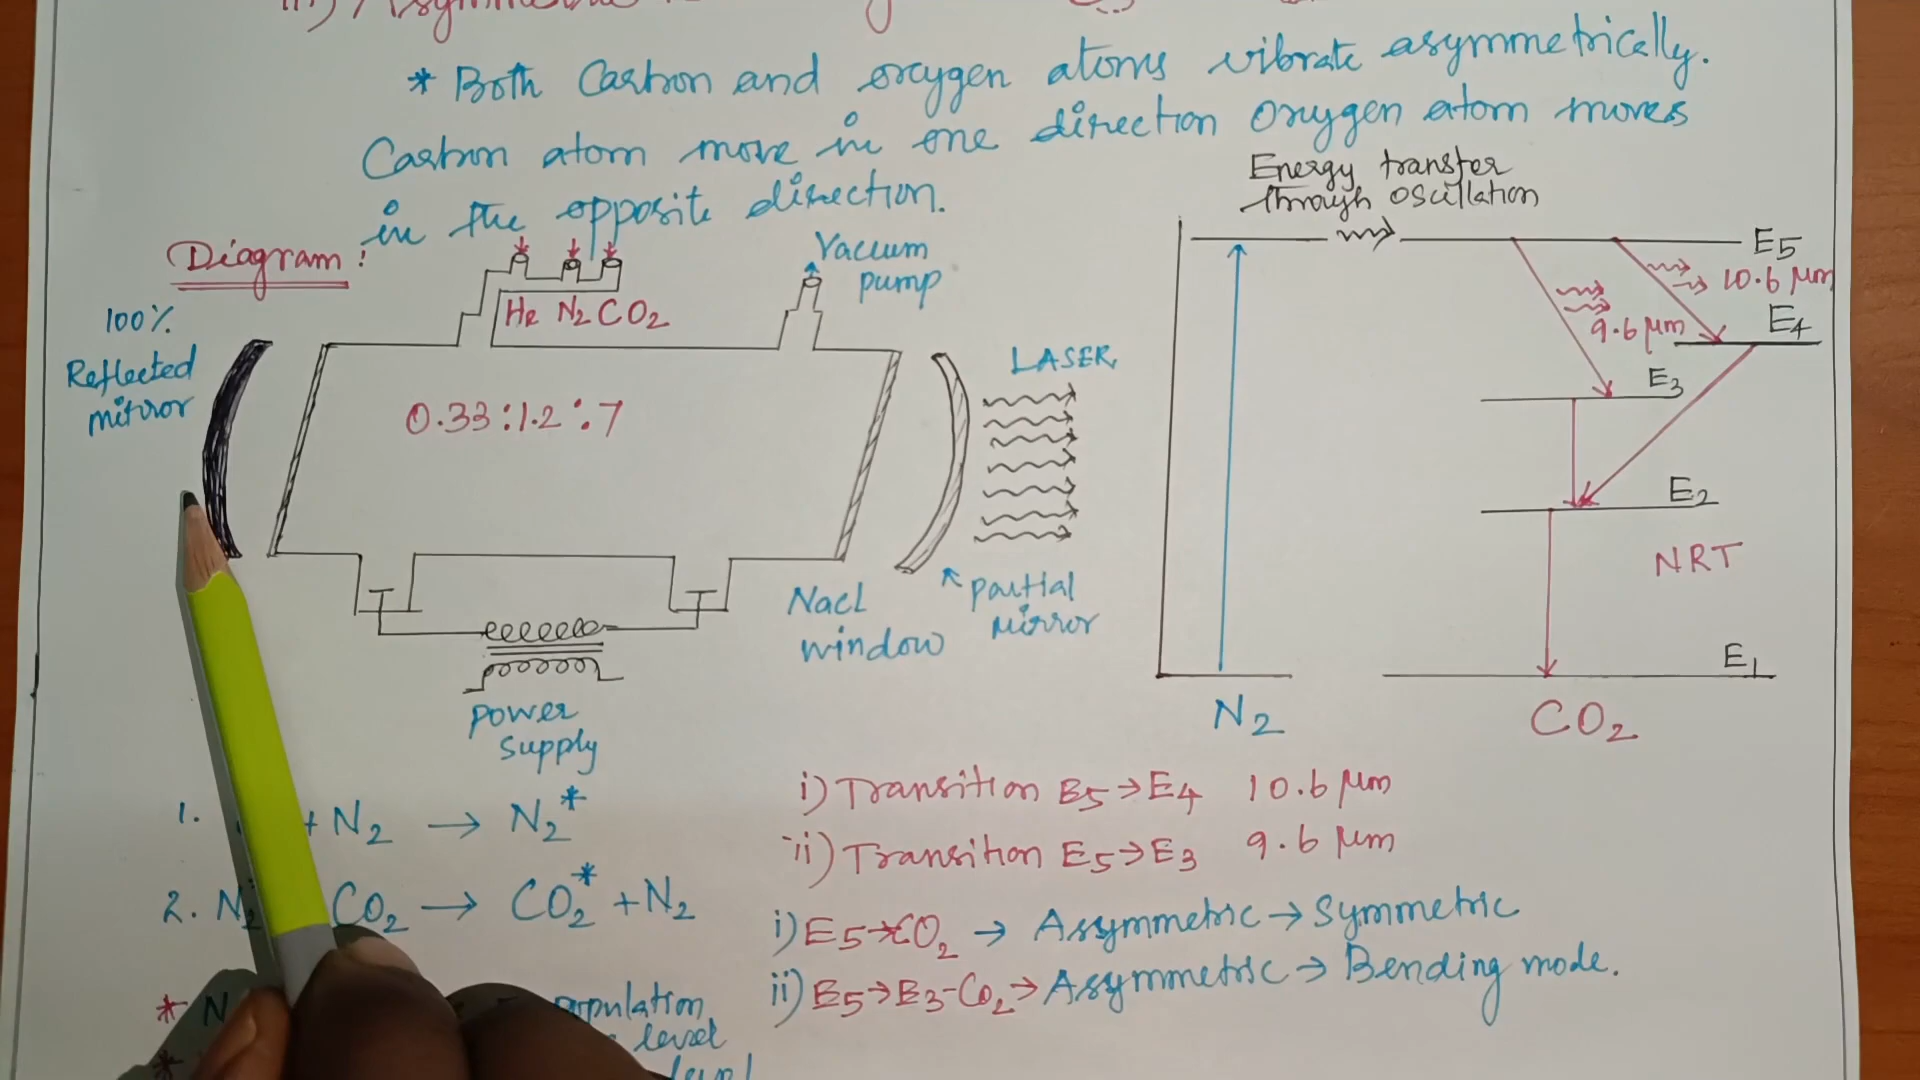 * Both Carbon and oxygen atoms vibrate asymmetrically.
Carbon atom move in one direction oxygen atom moves
in the opposite direction.
Diagram:
100%
Reflected
mirror
He N2 CO2
Vacuum
pump
0.33:1.2:7
LASER
NaCl
window
partial
mirror
power
supply
Energy transfer
through oscillation
E5
10.6 μm
9.6 μm
E4
E3
E2
NRT
E1
N2
CO2
1. + N2 → N2*
2. N2 CO2 → CO2* + N2
i) Transition E5→E4 10.6 μm
ii) Transition E5→E3 9.6 μm
i) E5→CO2 → Asymmetric → Symmetric
ii) E5→E3-CO2→ Asymmetric → Bending mode.
* N population
level
*
level